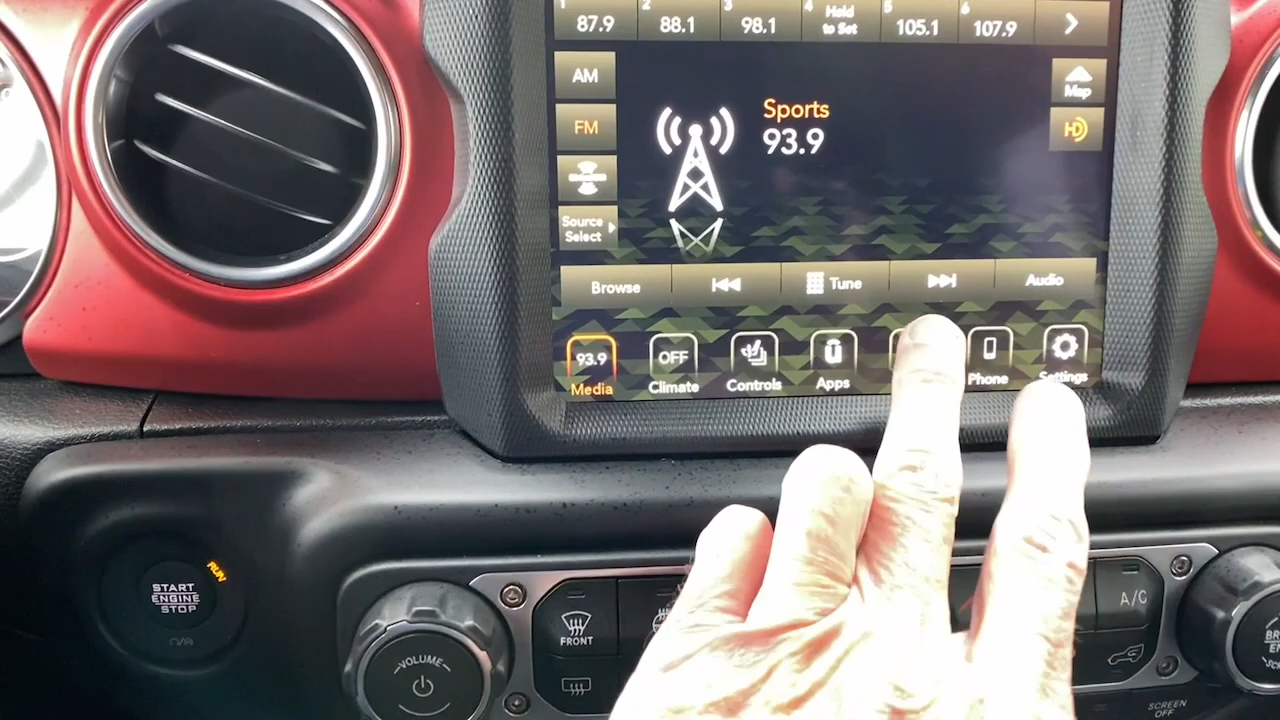 1 2 3 4 5 6
87.9 88.1 98.1 Hold to Set 105.1 107.9
AM
Sports
Map
FM
93.9
HD
Source
Select
Browse
Tune
Audio
93.9 OFF
Media Climate Controls Apps Phone Settings
RUN
START
ENGINE
STOP
VOLUME
FRONT
A/C
SCREEN
OFF